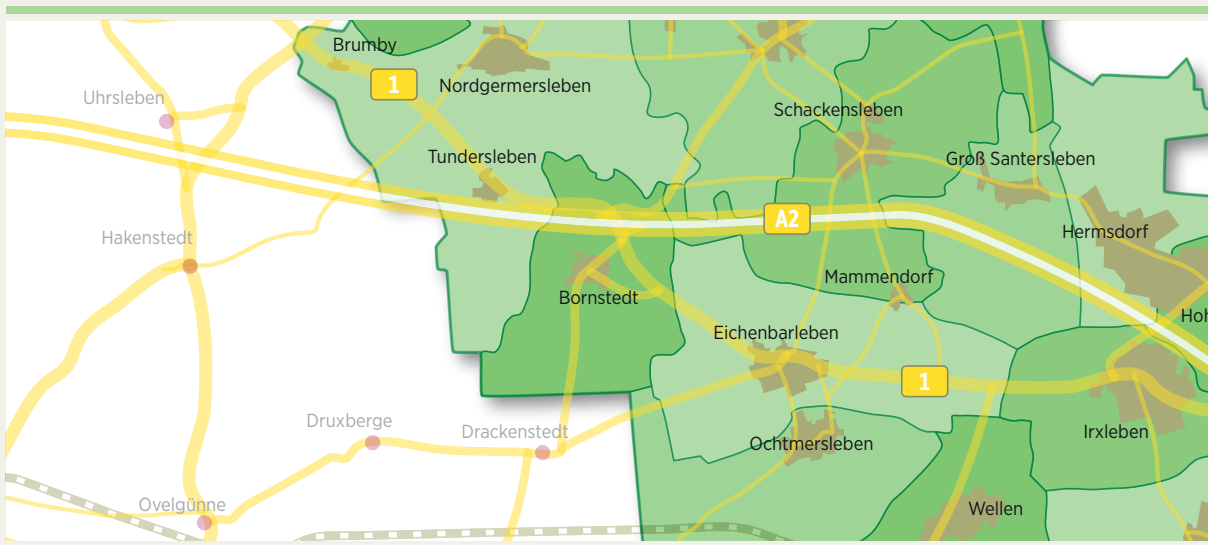 Brumby
1
Nordgermersleben
Uhrsleben
Schackensleben
Tundersleben
Groß Santersleben
A2
Hermsdorf
Hakenstedt
Mammendorf
Bornstedt
Hoh
Eichenbarleben
1
Druxberge
Drackenstedt
Irxleben
Ochtmersleben
Ovelgünne
Wellen